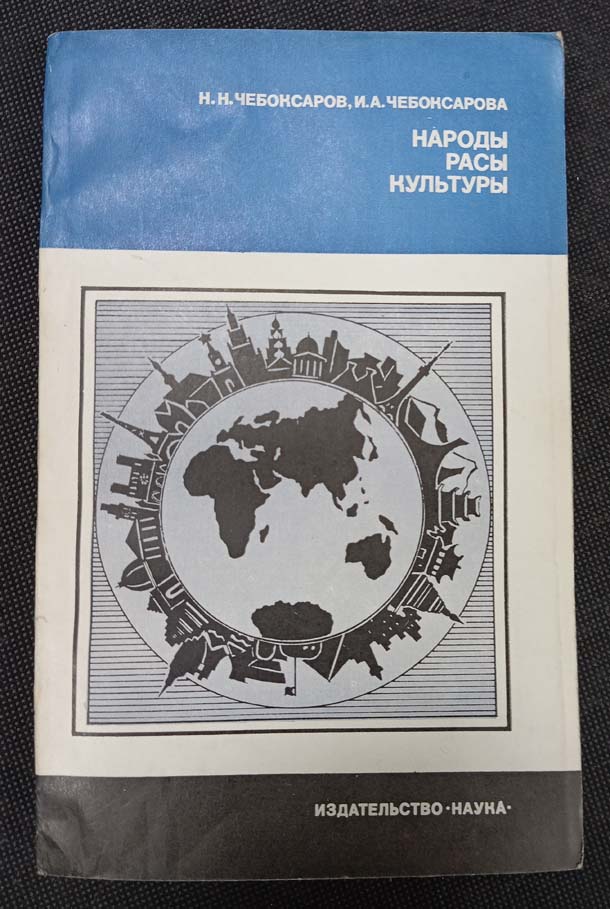 Н. Н. ЧЕБОКСАРОВ, И. А. ЧЕБОКСАРОВА
НАРОДЫ
РАСЫ
КУЛЬТУРЫ
ИЗДАТЕЛЬСТВО «НАУКА»